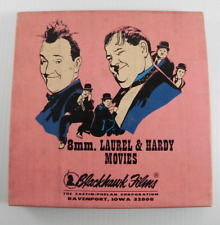 8mm. LAUREL & HARDY
MOVIES
Blackhawk Films
THE EASTIN-PHELAN CORPORATION
DAVENPORT, IOWA 52808